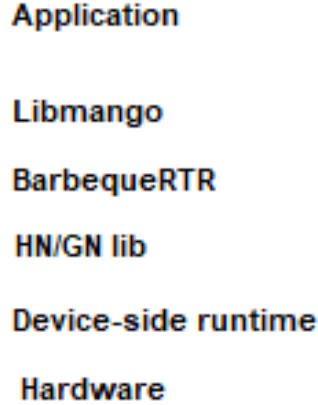 Application
Libmango
BarbequeRTR
HN/GN lib
Device-side runtime
Hardware